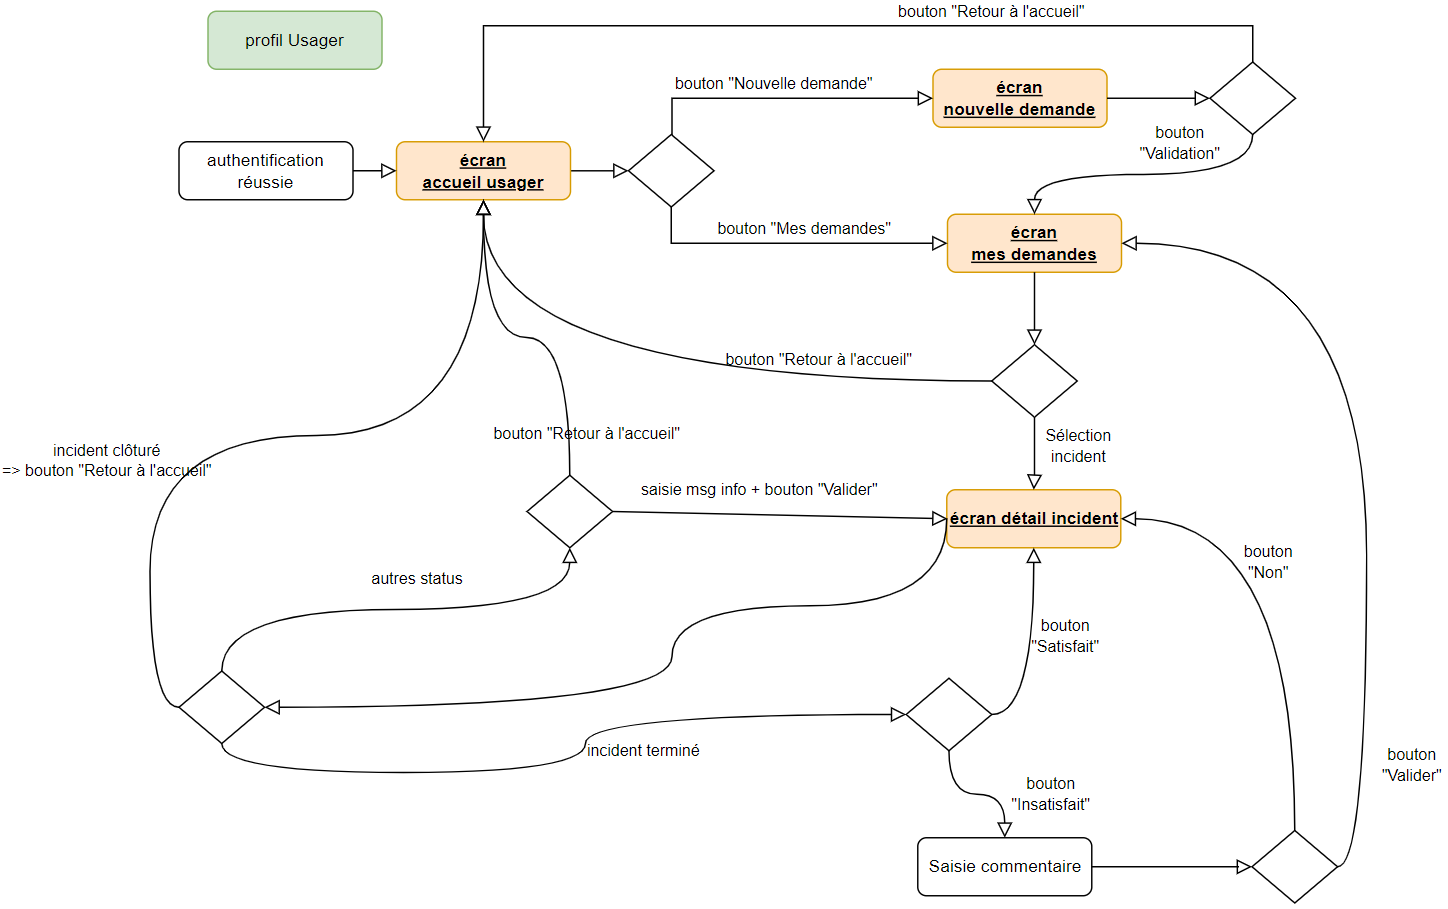 bouton "Retour à l'accueil"
profil Usager
bouton "Nouvelle demande"
écran
nouvelle demande
bouton
"Validation"
authentification
réussie
écran
accueil usager
bouton "Mes demandes"
écran
mes demandes
bouton "Retour à l'accueil"
bouton "Retour à l'accueil"
Sélection
incident
incident clôturé
=> bouton "Retour à l'accueil"
saisie msg info + bouton "Valider"
écran détail incident
bouton
"Non"
autres status
bouton
"Satisfait"
incident terminé
bouton
"Valider"
bouton
"Insatisfait"
Saisie commentaire